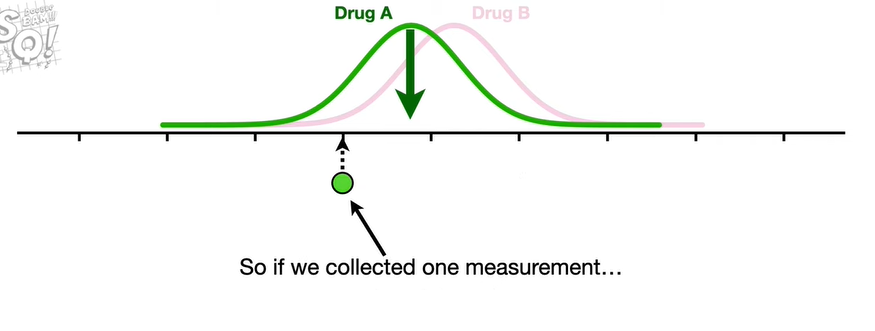 Drug A
Drug B
So if we collected one measurement…